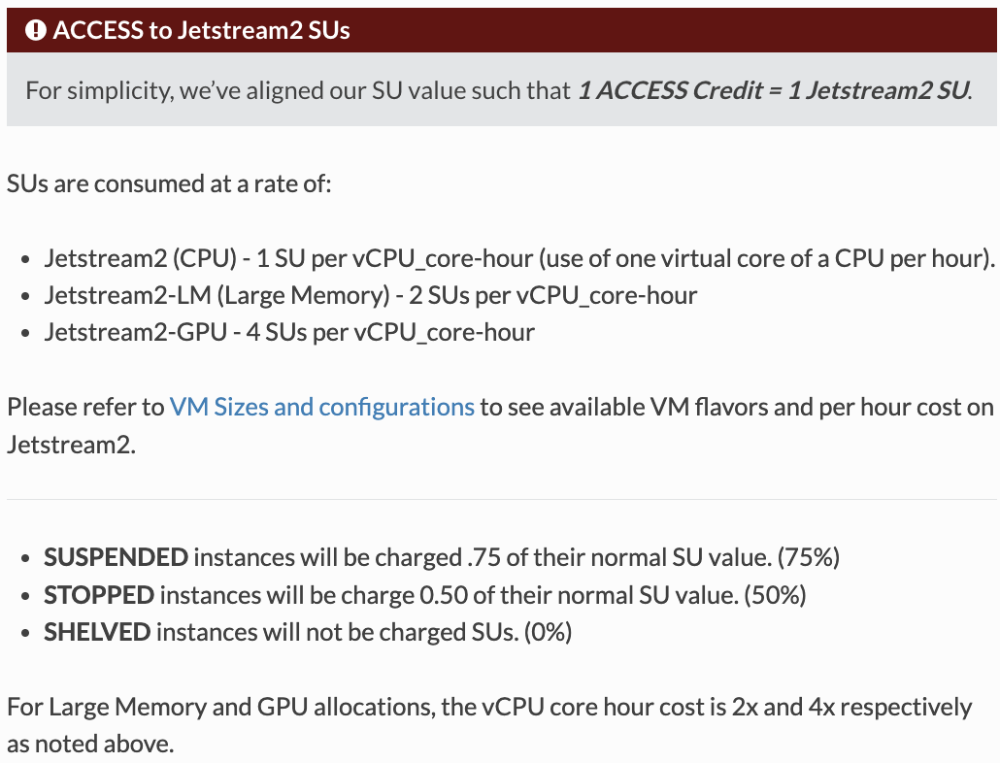 ACCESS to Jetstream2 SUs
For simplicity, we’ve aligned our SU value such that 1 ACCESS Credit = 1 Jetstream2 SU.
SUs are consumed at a rate of:
• Jetstream2 (CPU) - 1 SU per vCPU_core-hour (use of one virtual core of a CPU per hour).
• Jetstream2-LM (Large Memory) - 2 SUs per vCPU_core-hour
• Jetstream2-GPU - 4 SUs per vCPU_core-hour
Please refer to VM Sizes and configurations to see available VM flavors and per hour cost on
Jetstream2.
• SUSPENDED instances will be charged .75 of their normal SU value. (75%)
• STOPPED instances will be charge 0.50 of their normal SU value. (50%)
• SHELVED instances will not be charged SUs. (0%)
For Large Memory and GPU allocations, the vCPU core hour cost is 2x and 4x respectively
as noted above.